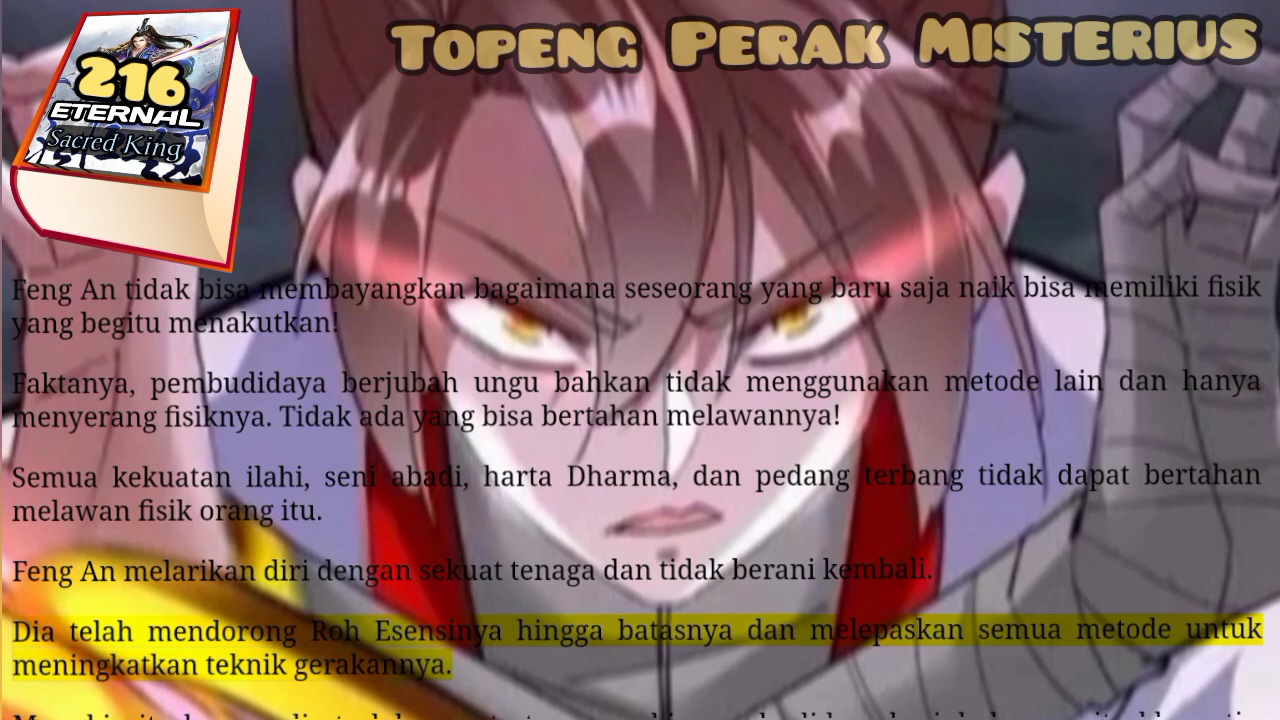 Topeng Perak Misterius
216
ETERNAL
Sacred King
Feng An tidak bisa membayangkan bagaimana seseorang yang baru saja naik bisa memiliki fisik
yang begitu menakutkan!
Faktanya, pembudidaya berjubah ungu bahkan tidak menggunakan metode lain dan hanya
menyerang fisiknya. Tidak ada yang bisa bertahan melawannya!
Semua kekuatan ilahi, seni abadi, harta Dharma, dan pedang terbang tidak dapat bertahan
melawan fisik orang itu.
Feng An melarikan diri dengan sekuat tenaga dan tidak berani kembali.
Dia telah mendorong Roh Esensinya hingga batasnya dan melepaskan semua metode untuk
meningkatkan teknik gerakannya.